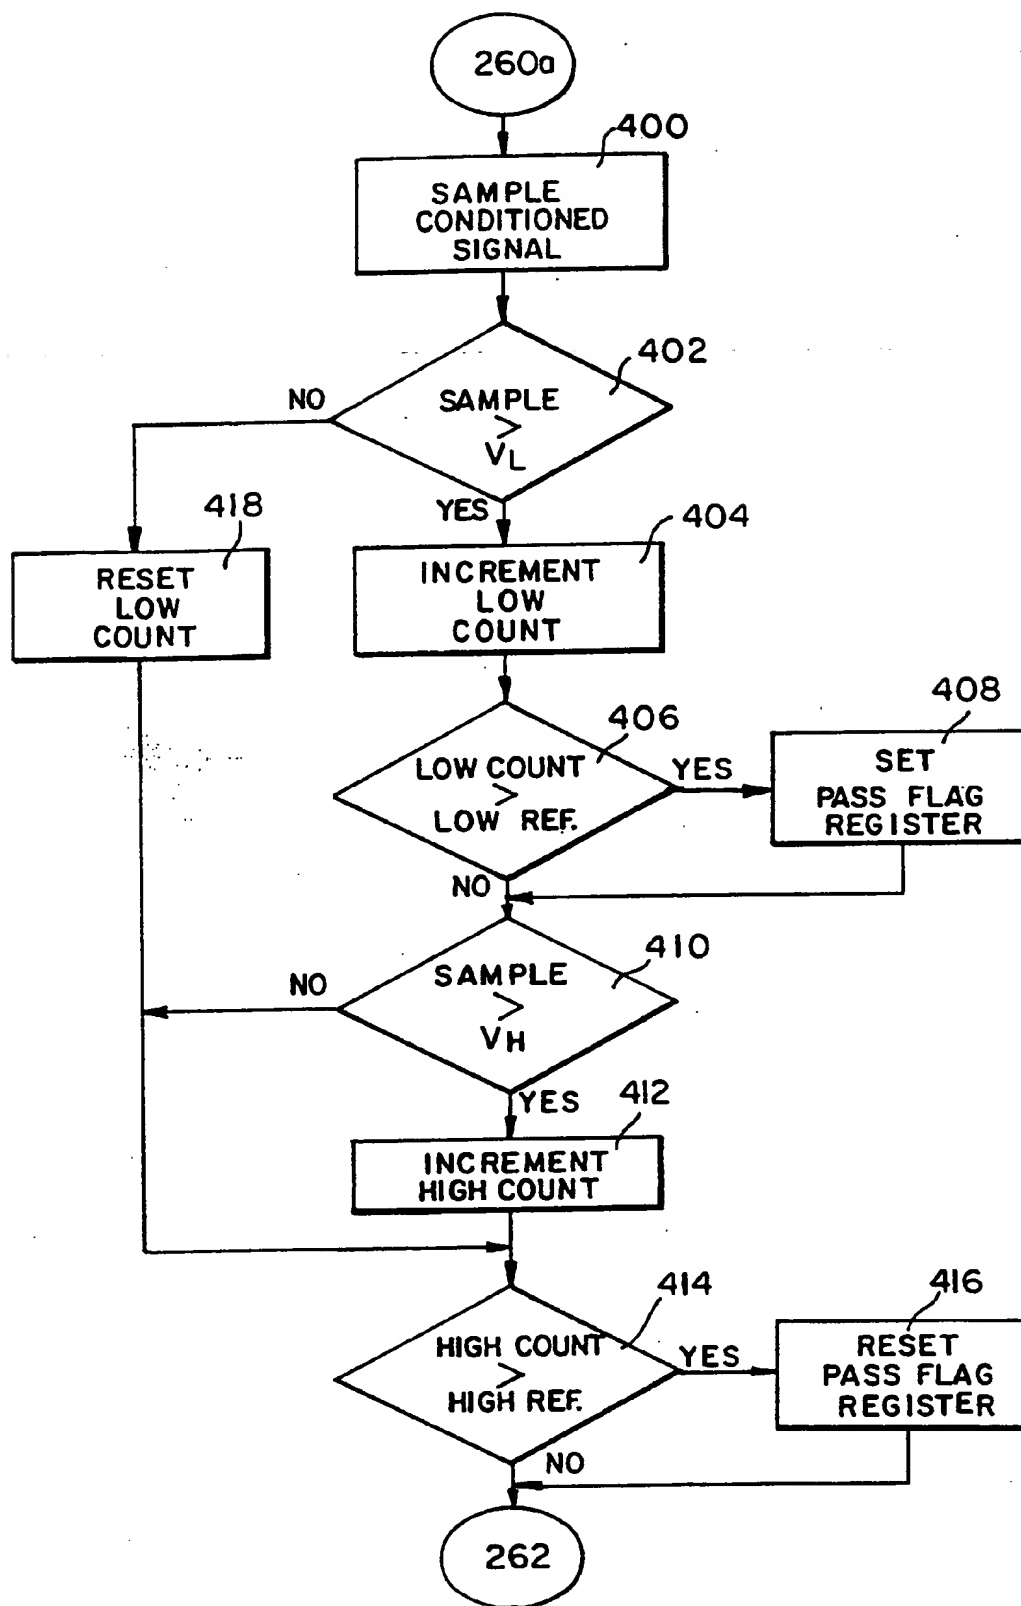 260a
400
SAMPLE
CONDITIONED
SIGNAL
402
NO
SAMPLE
>
VL
YES
418
RESET
LOW
COUNT
404
INCREMENT
LOW
COUNT
406
LOW COUNT
>
LOW REF.
YES
408
SET
PASS FLAG
REGISTER
NO
410
NO
SAMPLE
>
VH
YES
412
INCREMENT
HIGH COUNT
414
HIGH COUNT
>
HIGH REF.
YES
416
RESET
PASS FLAG
REGISTER
NO
262